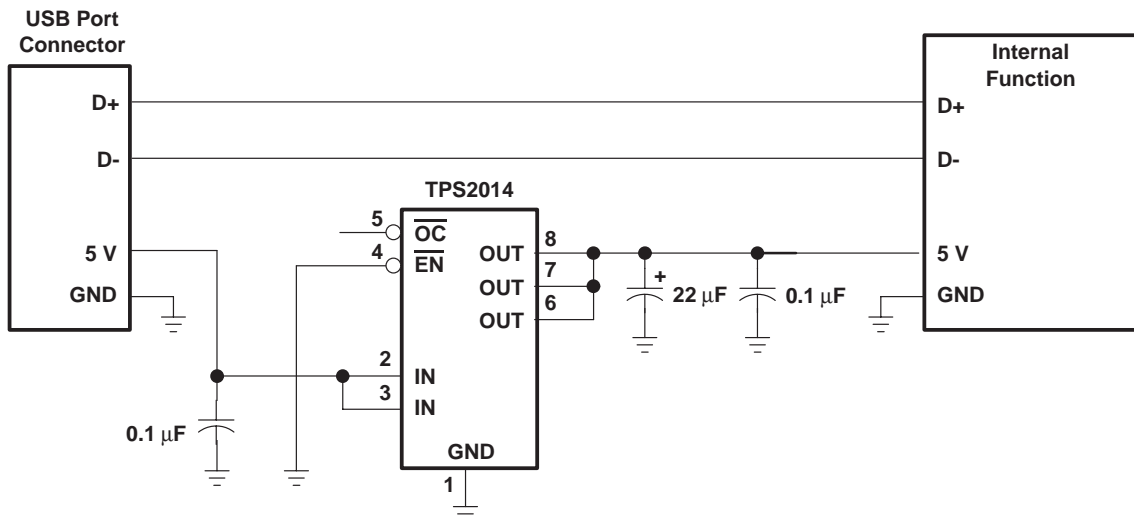 USB Port
Connector
Internal
Function
D+
D+
D-
D-
TPS2014
5
OC
4
EN
OUT
8
5 V
5 V
OUT
7
+
22 μF
0.1 μF
GND
GND
OUT
6
2
IN
3
IN
0.1 μF
GND
1